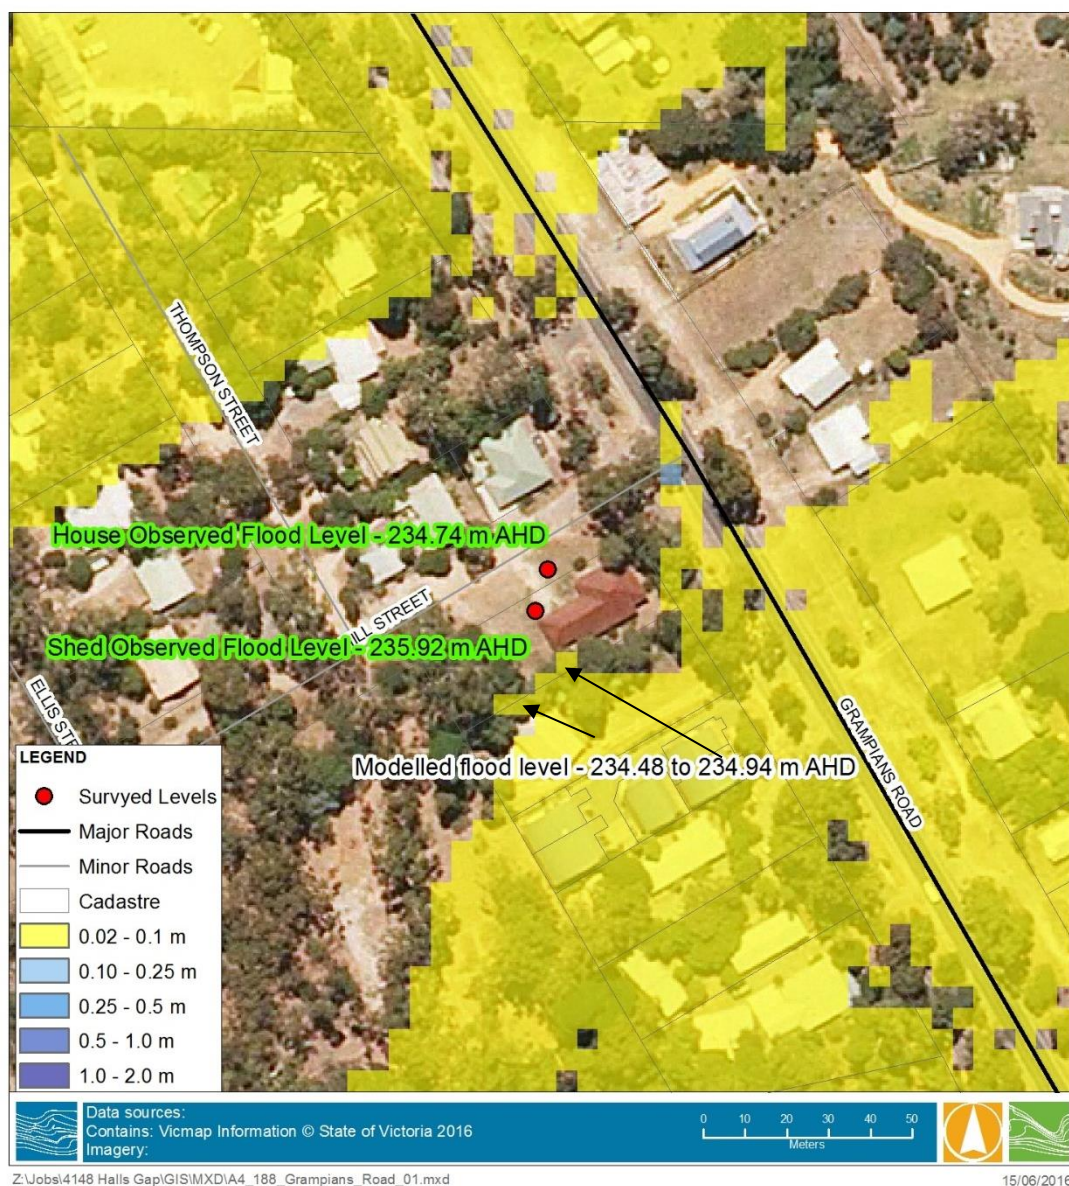 THOMPSON STREET
House Observed Flood Level - 234.74 m AHD
ILL STREET
Shed Observed Flood Level - 235.92 m AHD
ELLIS STR
GRAMPIANS ROAD
Modelled flood level - 234.48 to 234.94 m AHD
LEGEND
Survyed Levels
Major Roads
Minor Roads
Cadastre
0.02 - 0.1 m
0.10 - 0.25 m
0.25 - 0.5 m
0.5 - 1.0 m
1.0 - 2.0 m
Data sources:
Contains: Vicmap Information © State of Victoria 2016
Imagery:
0 10 20 30 40 50
Meters
Z:\Jobs\4148 Halls Gap\GIS\MXD\A4_188_Grampians_Road_01.mxd
15/06/2016